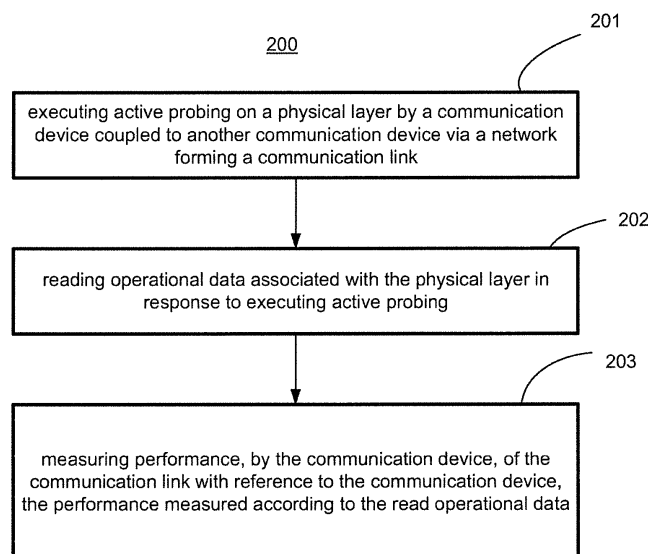 200
201
executing active probing on a physical layer by a communication
device coupled to another communication device via a network
forming a communication link
202
reading operational data associated with the physical layer in
response to executing active probing
203
measuring performance, by the communication device, of the
communication link with reference to the communication device,
the performance measured according to the read operational data